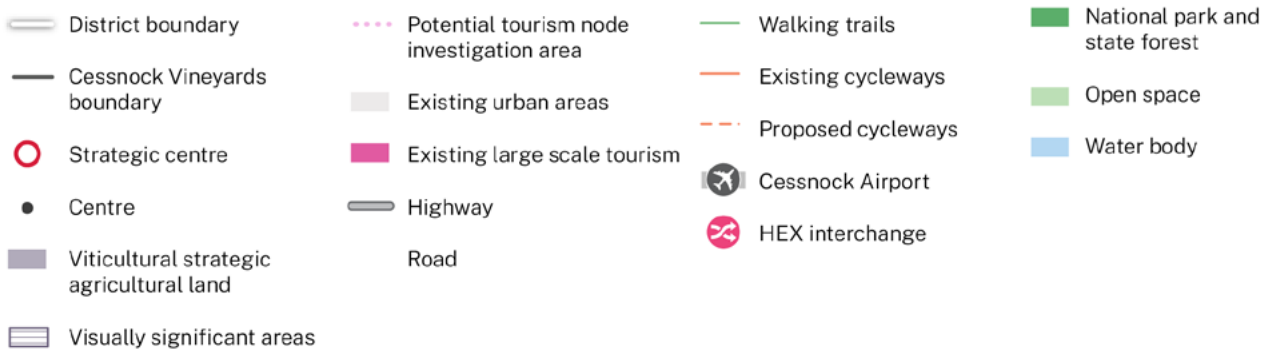 District boundary
Cessnock Vineyards
boundary
Strategic centre
Centre
Viticultural strategic
agricultural land
Visually significant areas
Potential tourism node
investigation area
Existing urban areas
Existing large scale tourism
Highway
Road
Walking trails
Existing cycleways
Proposed cycleways
Cessnock Airport
HEX interchange
National park and
state forest
Open space
Water body